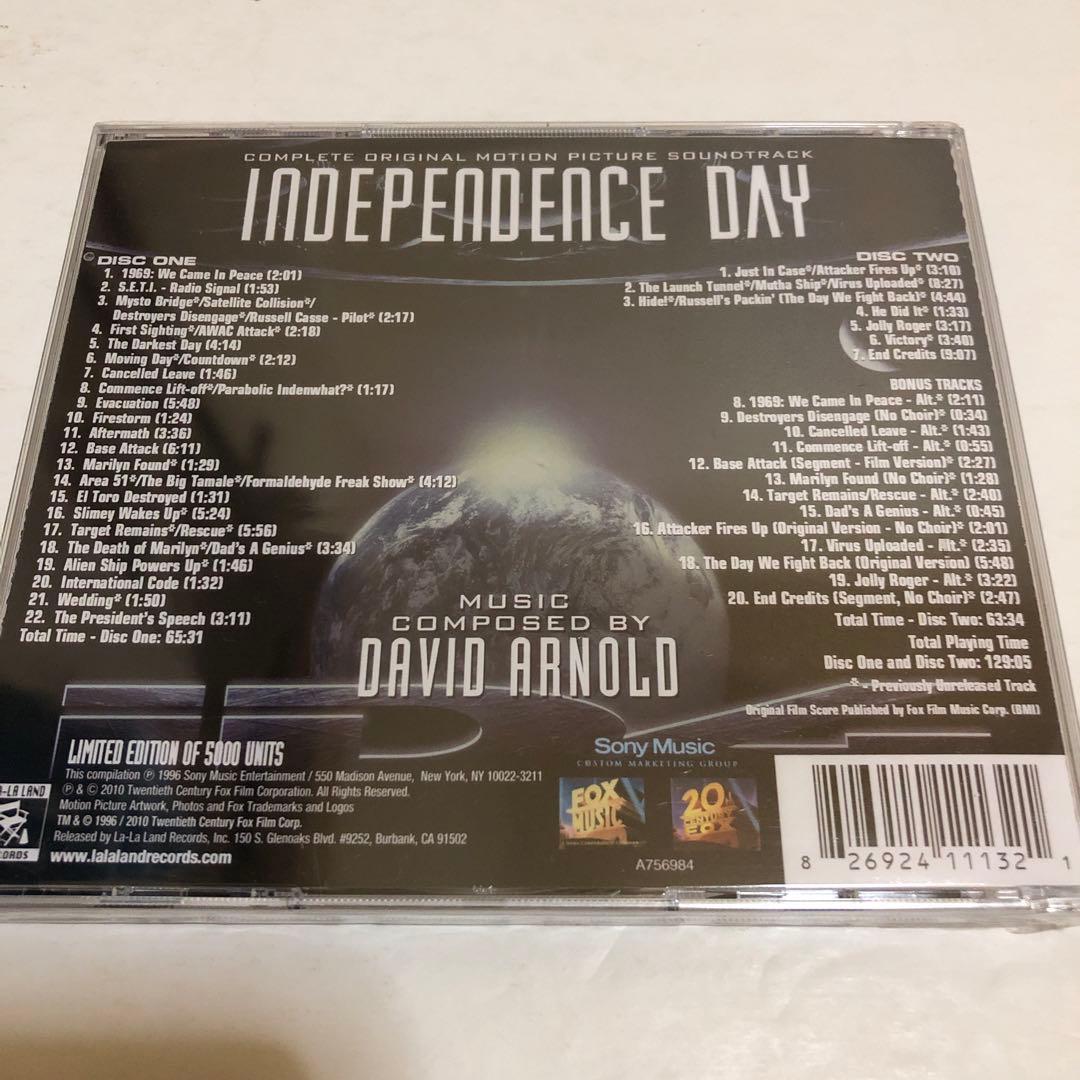 COMPLETE ORIGINAL MOTION PICTURE SOUNDTRACK
INDEPENDENCE DAY
DISC ONE
1. 1969: We Came In Peace (2:01)
2. S.E.T.I. - Radio Signal (1:53)
3. Mysto Bridge*/Satellite Collision*/
Destroyers Disengage*/Russell Casse - Pilot* (2:17)
4. First Sighting*/AWAC Attack* (2:18)
5. The Darkest Day (4:14)
6. Moving Day*/Countdown* (2:12)
7. Cancelled Leave (1:46)
8. Commence Lift-off*/Parabolic Indenwhat?* (1:17)
9. Evacuation (5:48)
10. Firestorm (1:24)
11. Aftermath (3:36)
12. Base Attack (6:11)
13. Marilyn Found* (1:29)
14. Area 51*/The Big Tamale*/Formaldehyde Freak Show* (4:12)
15. El Toro Destroyed (1:31)
16. Slimey Wakes Up* (5:24)
17. Target Remains*/Rescue* (5:56)
18. The Death of Marilyn*/Dad's A Genius* (3:34)
19. Alien Ship Powers Up* (1:46)
20. International Code (1:32)
21. Wedding* (1:50)
22. The President's Speech (3:11)
Total Time - Disc One: 65:31
DISC TWO
1. Just In Case*/Attacker Fires Up* (3:10)
2. The Launch Tunnel*/Mutha Ship*/Virus Uploaded* (8:27)
3. Hide!*/Russell's Packin' (The Day We Fight Back)* (4:44)
4. He Did It* (1:33)
5. Jolly Roger (3:17)
6. Victory* (3:40)
7. End Credits (9:07)
BONUS TRACKS
8. 1969: We Came In Peace - Alt.* (2:11)
9. Destroyers Disengage (No Choir)* (0:34)
10. Cancelled Leave - Alt.* (1:43)
11. Commence Lift-off - Alt.* (0:55)
12. Base Attack (Segment - Film Version)* (2:27)
13. Marilyn Found (No Choir)* (1:28)
14. Target Remains/Rescue - Alt.* (2:40)
15. Dad's A Genius - Alt.* (0:45)
16. Attacker Fires Up (Original Version - No Choir)* (2:01)
17. Virus Uploaded - Alt.* (2:35)
18. The Day We Fight Back (Original Version) (5:48)
19. Jolly Roger - Alt.* (3:22)
20. End Credits (Segment, No Choir)* (2:47)
Total Time - Disc Two: 63:34
Total Playing Time
Disc One and Disc Two: 129:05
* - Previously Unreleased Track
Original Film Score Published by Fox Film Music Corp. (BMI)
MUSIC
COMPOSED BY
DAVID ARNOLD
LIMITED EDITION OF 5000 UNITS
This compilation ℗ 1996 Sony Music Entertainment / 550 Madison Avenue, New York, NY 10022-3211
℗ & © 2010 Twentieth Century Fox Film Corporation. All Rights Reserved.
Motion Picture Artwork, Photos and Fox Trademarks and Logos
TM & © 1996 / 2010 Twentieth Century Fox Film Corp.
Released by La-La Land Records, Inc. 150 S. Glenoaks Blvd. #9252, Burbank, CA 91502
www.lalalandrecords.com
Sony Music
CUSTOM MARKETING GROUP
FOX
MUSIC
20
CENTURY
FOX
A756984
8 26924 11132 1